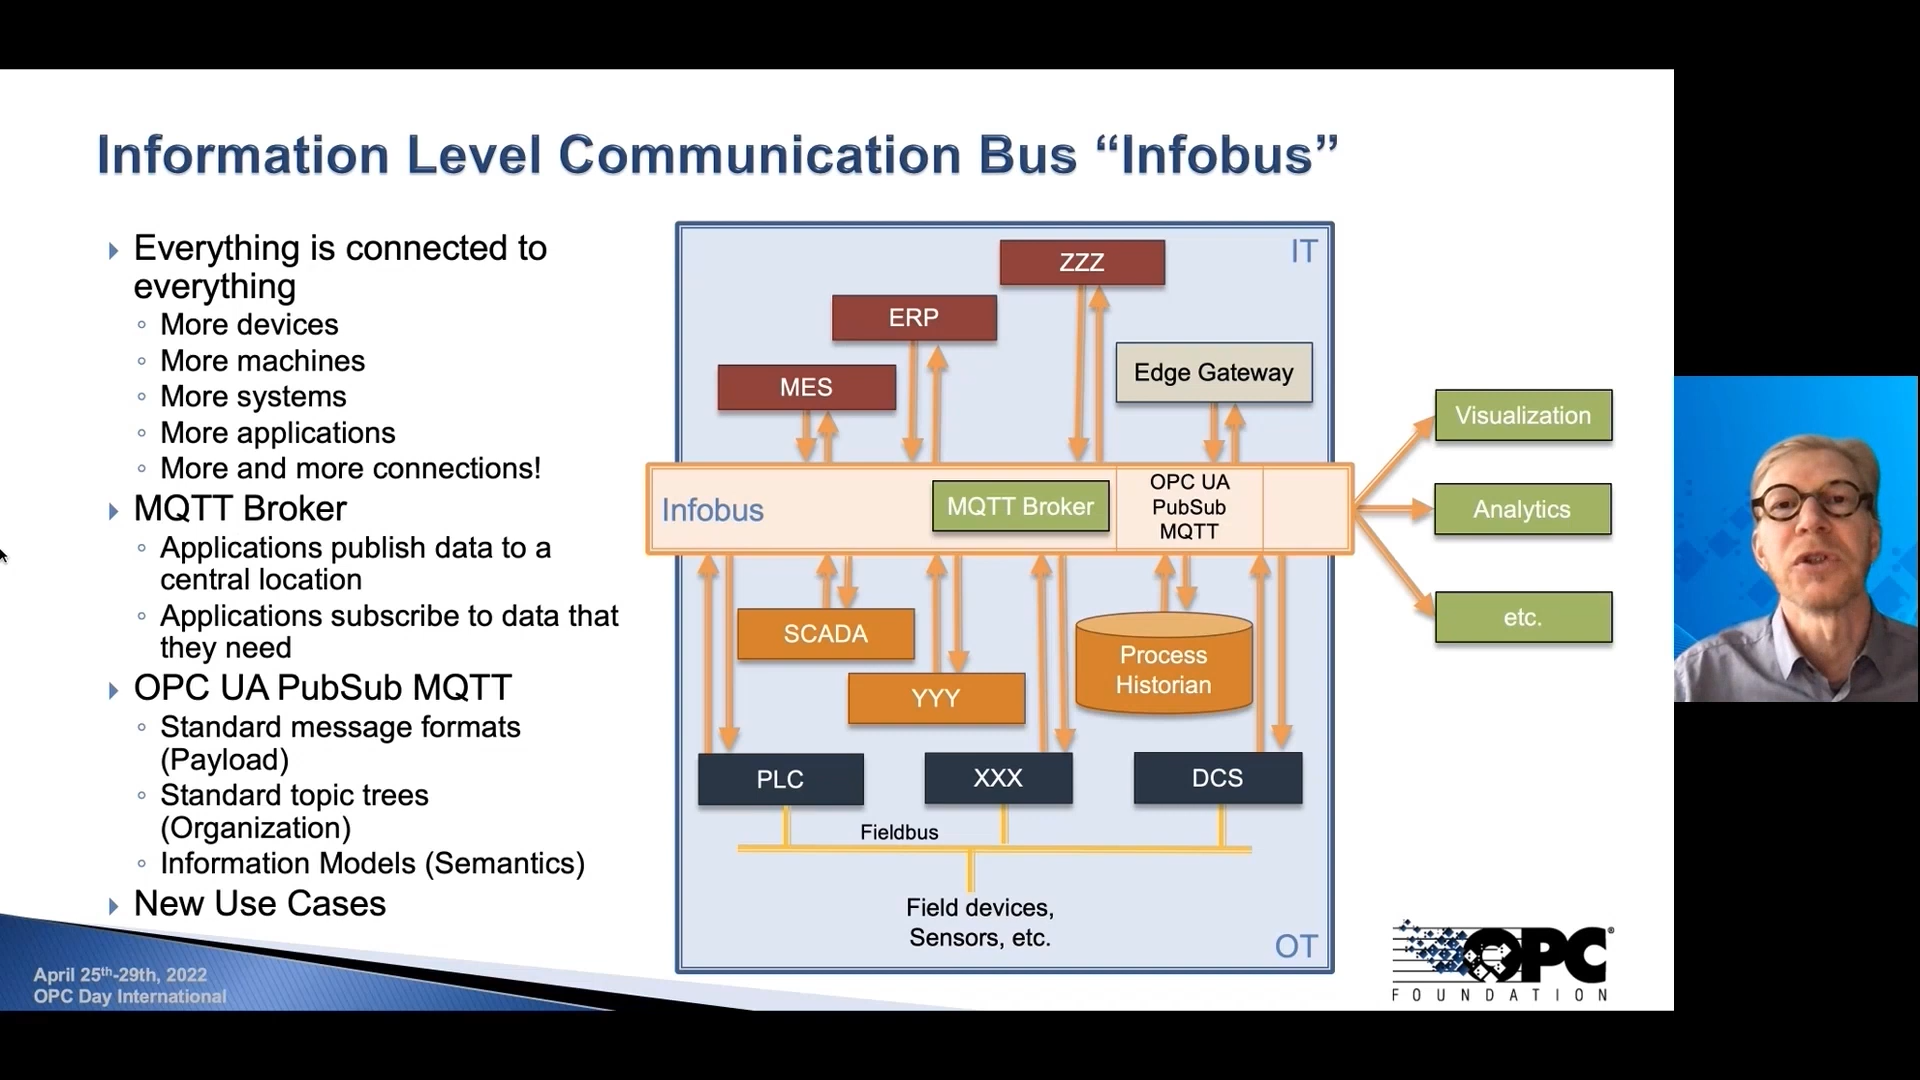 Information Level Communication Bus “Infobus”
Everything is connected to
everything
More devices
More machines
More systems
More applications
More and more connections!
MQTT Broker
Applications publish data to a
central location
Applications subscribe to data that
they need
OPC UA PubSub MQTT
Standard message formats
(Payload)
Standard topic trees
(Organization)
Information Models (Semantics)
New Use Cases
IT
ZZZ
ERP
Edge Gateway
MES
Infobus
MQTT Broker
OPC UA
PubSub
MQTT
Visualization
Analytics
etc.
SCADA
YYY
Process
Historian
PLC
XXX
DCS
Fieldbus
Field devices,
Sensors, etc.
OT
April 25th-29th, 2022
OPC Day International
OPC
FOUNDATION